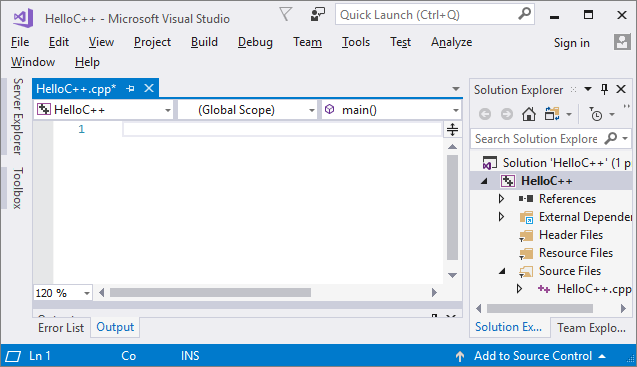 HelloC++ - Microsoft Visual Studio
Quick Launch (Ctrl+Q)
File Edit View Project Build Debug Team Tools Test Analyze Sign in
Window Help
Server Explorer
Toolbox
HelloC++.cpp*
HelloC++ (Global Scope) main()
1
120 %
Error List Output
Solution Explorer
Search Solution Explore
Solution 'HelloC++' (1 p
HelloC++
References
External Depende
Header Files
Resource Files
Source Files
HelloC++.cpp
Solution Ex... Team Explo...
Ln 1 Co INS Add to Source Control